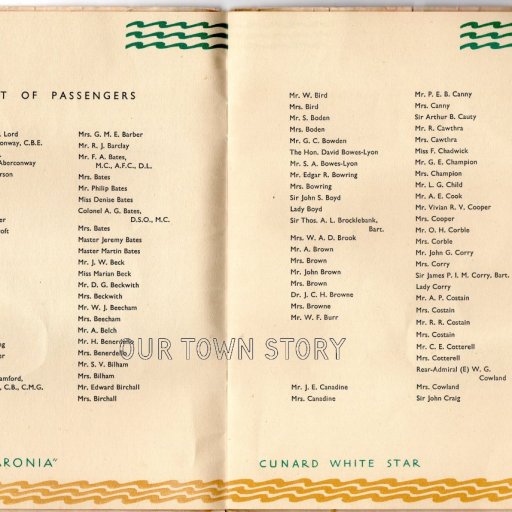 T OF PASSENGERS
Lord
onway, C.B.E.
Aberconway
erson
er
oft
ng
er
amford,
, C.B., C.M.G.
Mrs. G. M. E. Barber
Mr. R. J. Barclay
Mr. F. A. Bates,
M.C., A.F.C., D.L.
Mrs. Bates
Mr. Philip Bates
Miss Denise Bates
Colonel A. G. Bates,
D.S.O., M.C.
Mrs. Bates
Master Jeremy Bates
Master Martin Bates
Mr. J. W. Beck
Miss Marian Beck
Mr. D. G. Beckwith
Mrs. Beckwith
Mr. W. J. Beecham
Mrs. Beecham
Mr. A. Belch
Mr. H. Benerdello
Mrs. Benerdello
Mr. S. V. Bilham
Mrs. Bilham
Mr. Edward Birchall
Mrs. Birchall
ARONIA"
Mr. W. Bird
Mrs. Bird
Mr. S. Boden
Mrs. Boden
Mr. G. C. Bowden
The Hon. David Bowes-Lyon
Mr. S. A. Bowes-Lyon
Mr. Edgar R. Bowring
Mrs. Bowring
Sir John S. Boyd
Lady Boyd
Sir Thos. A. L. Brocklebank,
Bart.
Mrs. W. A. D. Brook
Mr. A. Brown
Mrs. Brown
Mr. John Brown
Mrs. Brown
Dr. J. C. H. Browne
Mrs. Browne
Mr. W. F. Burr
Mr. J. E. Canadine
Mrs. Canadine
Mr. P. E. B. Canny
Mrs. Canny
Sir Arthur B. Cauty
Mr. R. Cawthra
Mrs. Cawthra
Miss F. Chadwick
Mr. G. E. Champion
Mrs. Champion
Mr. L. G. Child
Mr. A. E. Cook
Mr. Vivian R. V. Cooper
Mrs. Cooper
Mr. O. H. Corble
Mrs. Corble
Mr. John G. Corry
Mrs. Corry
Sir James P. I. M. Corry, Bart.
Lady Corry
Mr. A. P. Costain
Mrs. Costain
Mr. R. R. Costain
Mrs. Costain
Mr. C. E. Cotterell
Mrs. Cotterell
Rear-Admiral (E) W. G.
Cowland
Mrs. Cowland
Sir John Craig
CUNARD WHITE STAR
OUR TOWN STORY